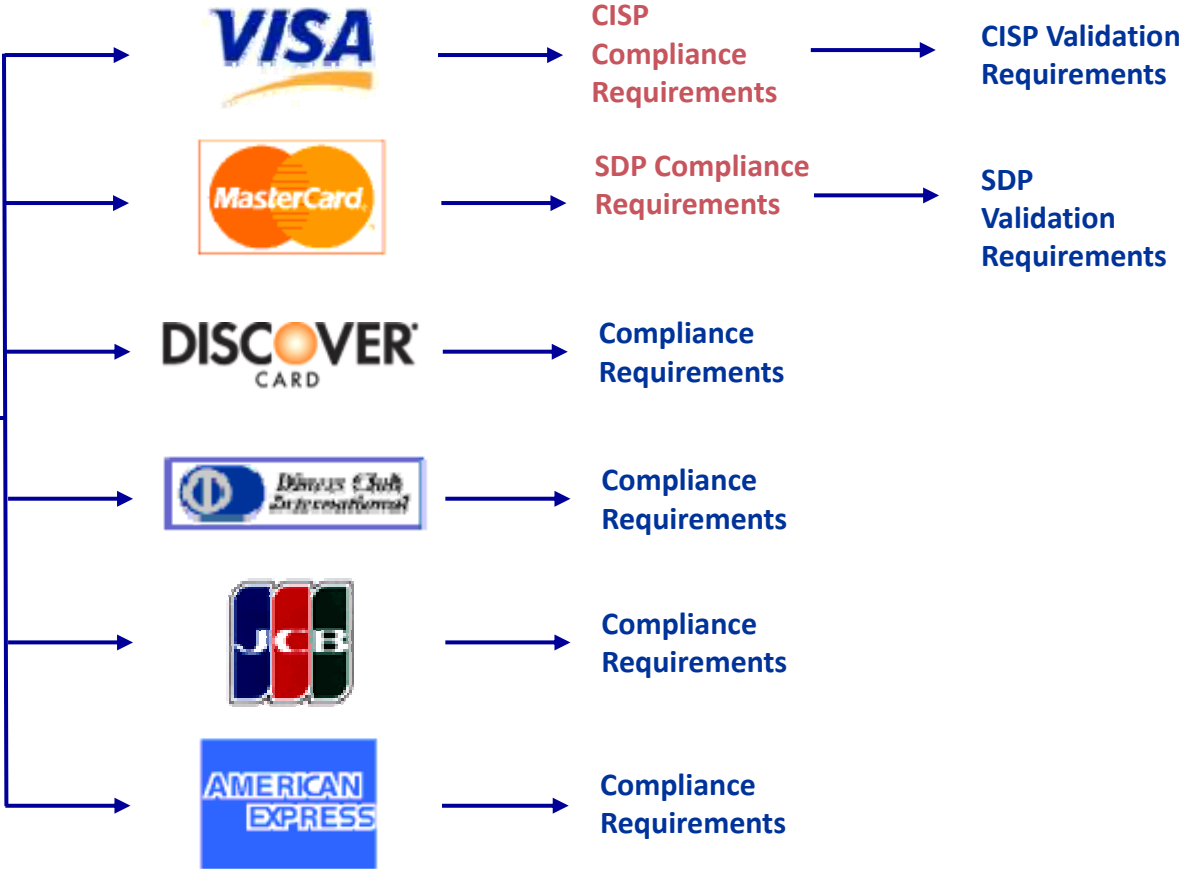 VISA
CISP
Compliance
Requirements
CISP Validation
Requirements
MasterCard
SDP Compliance
Requirements
SDP
Validation
Requirements
DISCOVER
CARD
Compliance
Requirements
Diners Club
International
Compliance
Requirements
JCB
Compliance
Requirements
AMERICAN
EXPRESS
Compliance
Requirements